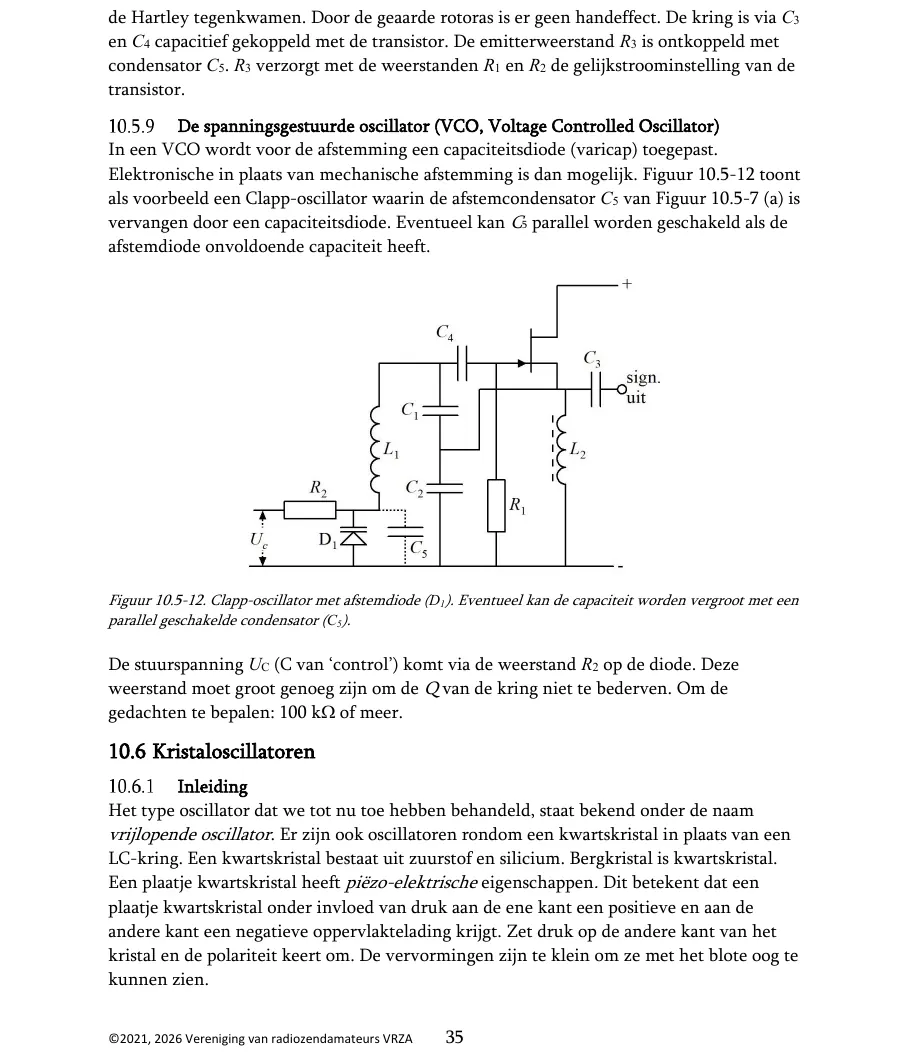 de Hartley tegenkwamen. Door de geaarde rotoras is er geen handeffect. De kring is via C3
en C4 capacitief gekoppeld met de transistor. De emitterweerstand R3 is ontkoppeld met
condensator C5. R3 verzorgt met de weerstanden R1 en R2 de gelijkstroominstelling van de
transistor.
10.5.9 De spanningsgestuurde oscillator (VCO, Voltage Controlled Oscillator)
In een VCO wordt voor de afstemming een capaciteitsdiode (varicap) toegepast.
Elektronische in plaats van mechanische afstemming is dan mogelijk. Figuur 10.5-12 toont
als voorbeeld een Clapp-oscillator waarin de afstemcondensator C5 van Figuur 10.5-7 (a) is
vervangen door een capaciteitsdiode. Eventueel kan C5 parallel worden geschakeld als de
afstemdiode onvoldoende capaciteit heeft.
+
C4
C3
sign.
uit
C1
L1
L2
R2
C2
R1
Uc
D1
C5
-
Figuur 10.5-12. Clapp-oscillator met afstemdiode (D1). Eventueel kan de capaciteit worden vergroot met een
parallel geschakelde condensator (C5).
De stuurspanning UC (C van ‘control’) komt via de weerstand R2 op de diode. Deze
weerstand moet groot genoeg zijn om de Q van de kring niet te bederven. Om de
gedachten te bepalen: 100 kΩ of meer.
10.6 Kristaloscillatoren
10.6.1 Inleiding
Het type oscillator dat we tot nu toe hebben behandeld, staat bekend onder de naam
vrijlopende oscillator. Er zijn ook oscillatoren rondom een kwartskristal in plaats van een
LC-kring. Een kwartskristal bestaat uit zuurstof en silicium. Bergkristal is kwartskristal.
Een plaatje kwartskristal heeft piëzo-elektrische eigenschappen. Dit betekent dat een
plaatje kwartskristal onder invloed van druk aan de ene kant een positieve en aan de
andere kant een negatieve oppervlaktelading krijgt. Zet druk op de andere kant van het
kristal en de polariteit keert om. De vervormingen zijn te klein om ze met het blote oog te
kunnen zien.
©2021, 2026 Vereniging van radiozendamateurs VRZA 35